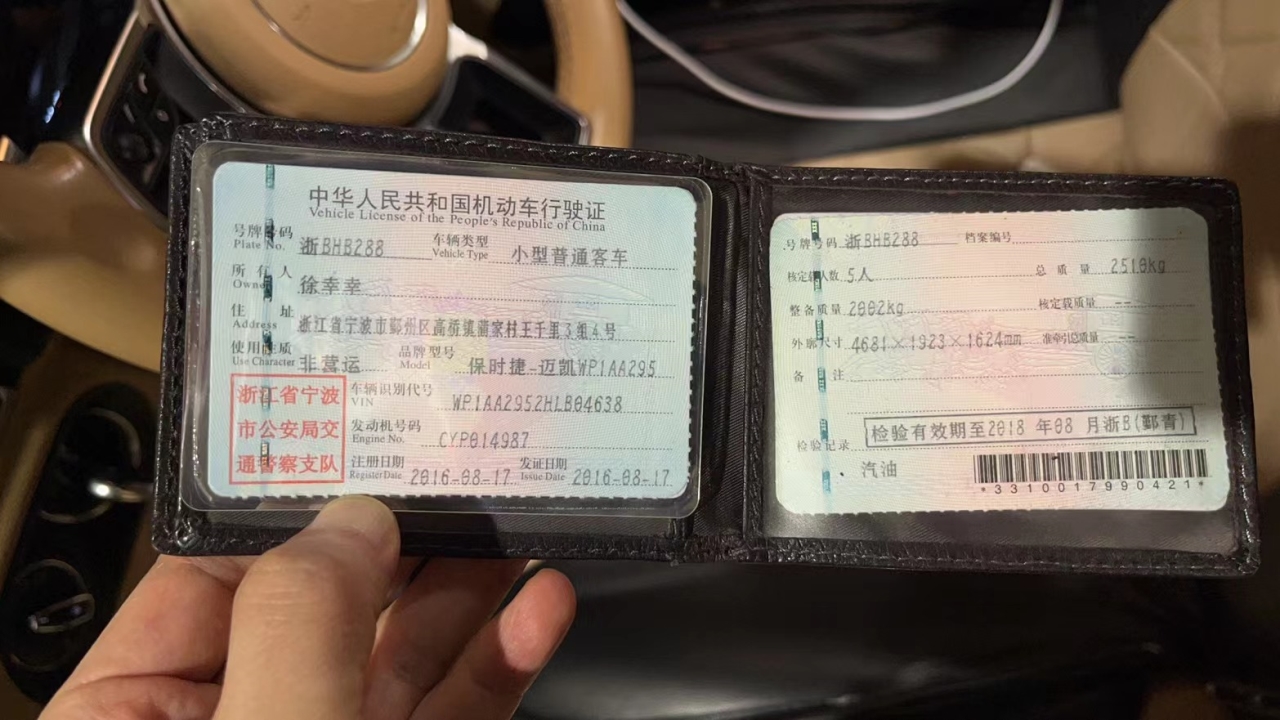 中华人民共和国机动车行驶证
Vehicle License of the People's Republic of China
号牌号码 浙BHB288 车辆类型 小型普通客车
Plate No. Vehicle Type
所有人 徐幸幸
Owner
住址 浙江省宁波市鄞州区高桥镇蒲家村王千里3组4号
Address
使用性质 非营运 品牌型号 保时捷-迈凯WP1AA295
Use Character Model
浙江省宁波
市公安局交
通警察支队
车辆识别代号 WP1AA2952HLB04638
VIN
发动机号码 CYP014987
Engine No.
注册日期 2016-08-17 发证日期 2016-08-17
Register Date Issue Date
号牌号码 浙BHB288 档案编号
核定载人数 5人 总质量 2510kg
整备质量 2002kg 核定载质量 --
外廓尺寸 4681×1923×1624mm 准牵引总质量 --
备注
检验记录 检验有效期至2018年08月浙B(鄞青)
汽油
*3310017990421*